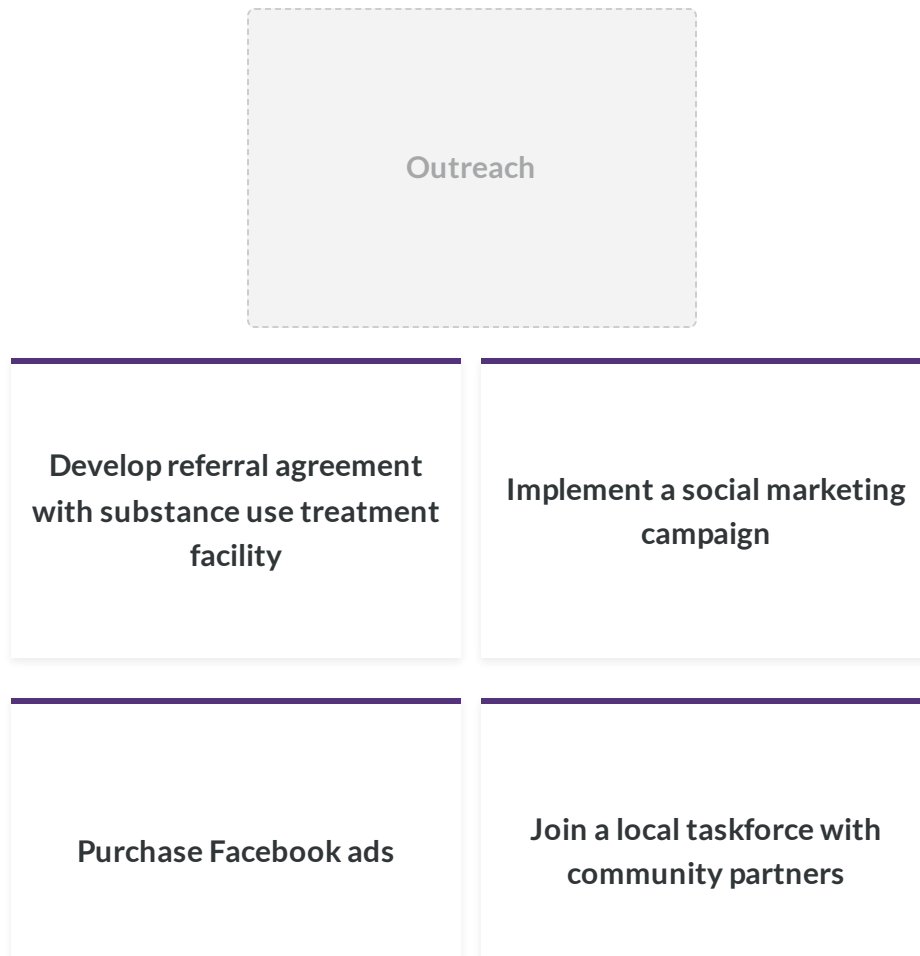 Outreach
Develop referral agreement
with substance use treatment
facility
Implement a social marketing
campaign
Purchase Facebook ads
Join a local taskforce with
community partners